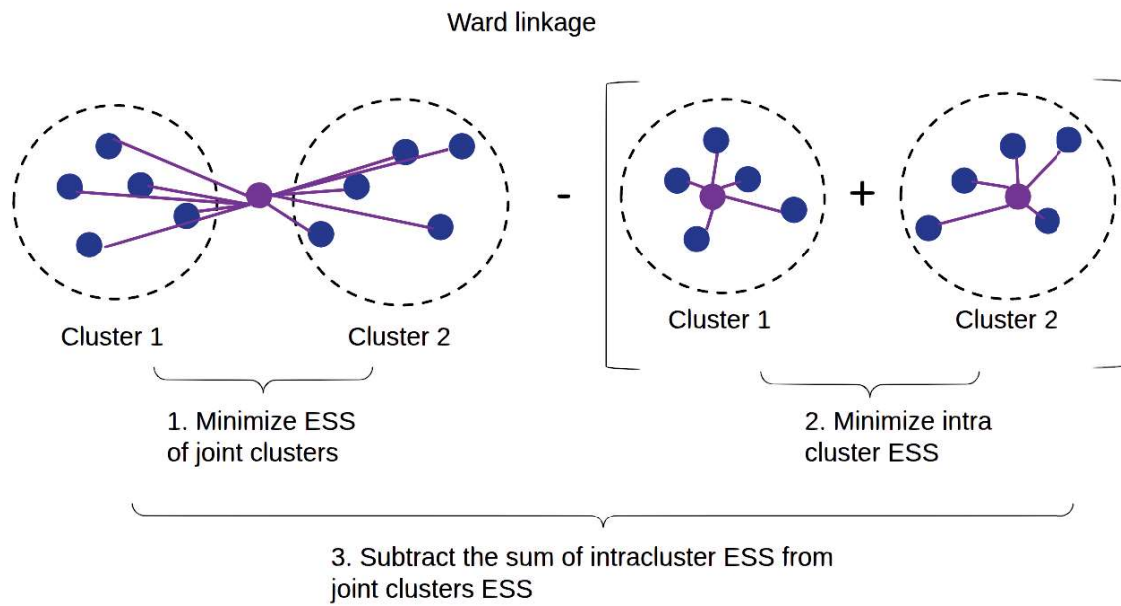 Ward linkage
-
+
Cluster 1
Cluster 2
Cluster 1
Cluster 2
1. Minimize ESS
of joint clusters
2. Minimize intra
cluster ESS
3. Subtract the sum of intracluster ESS from
joint clusters ESS